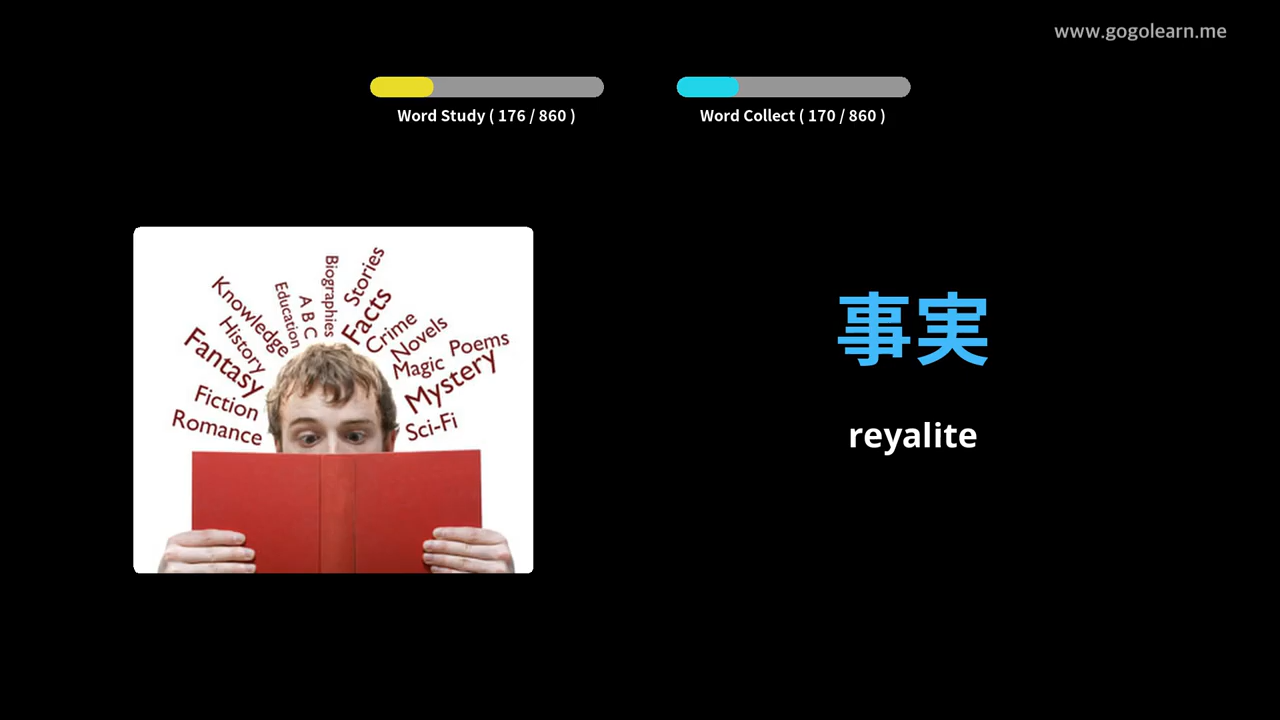 www.gogolearn.me
Word Study ( 176 / 860 )
Word Collect ( 170 / 860 )
Romance
Fiction
Fantasy
History
Knowledge
Education
A B C
Biographies
Stories
Facts
Crime
Novels
Magic
Poems
Mystery
Sci-Fi
事実
reyalite